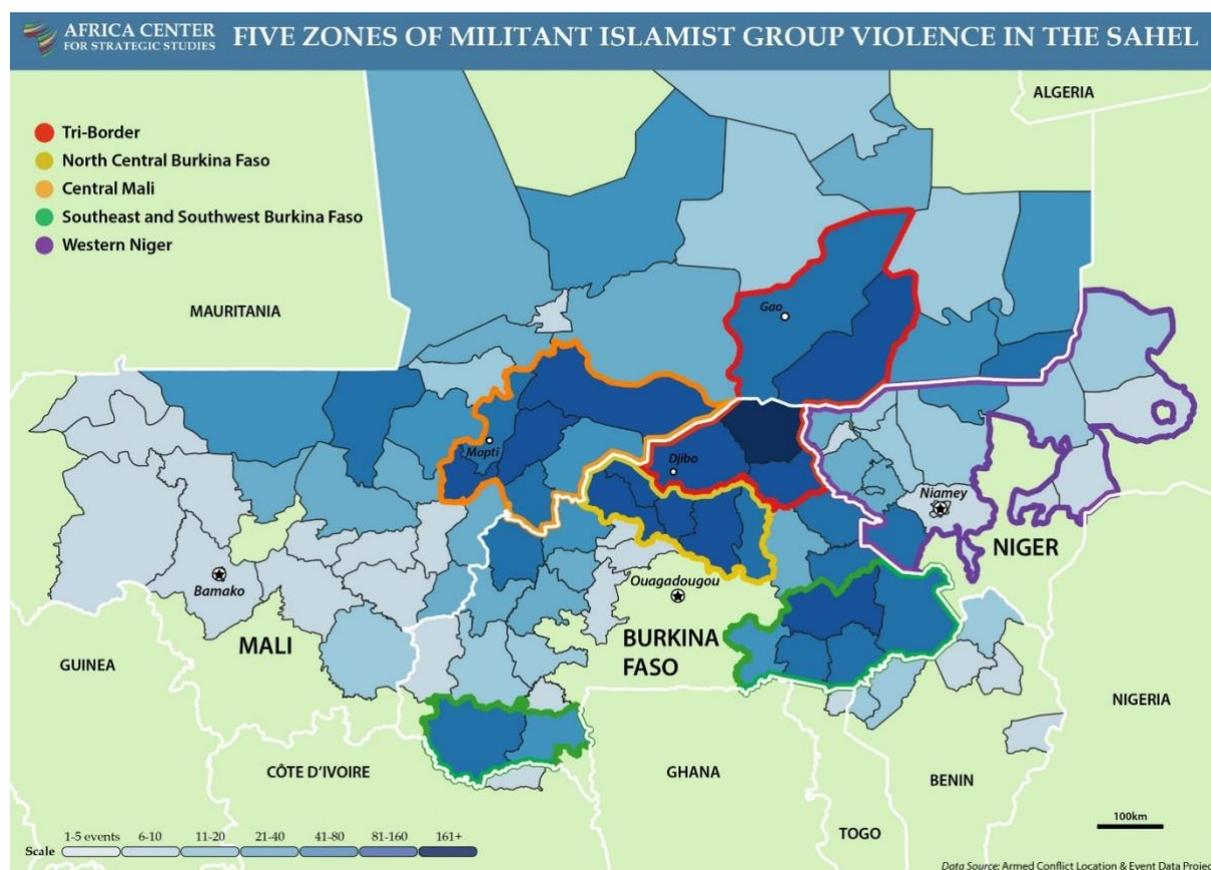 AFRICA CENTER
FOR STRATEGIC STUDIES
FIVE ZONES OF MILITANT ISLAMIST GROUP VIOLENCE IN THE SAHEL
ALGERIA
Tri-Border
North Central Burkina Faso
Central Mali
Southeast and Southwest Burkina Faso
Western Niger
MAURITANIA
Gao
Mopti
Djibo
Niamey
NIGER
Bamako
Ouagadougou
MALI
BURKINA
FASO
GUINEA
NIGERIA
CÔTE D'IVOIRE
GHANA
BENIN
TOGO
100km
1-5 events 6-10 11-20 21-40 41-80 81-160 161+
Scale
Data Source: Armed Conflict Location & Event Data Projec